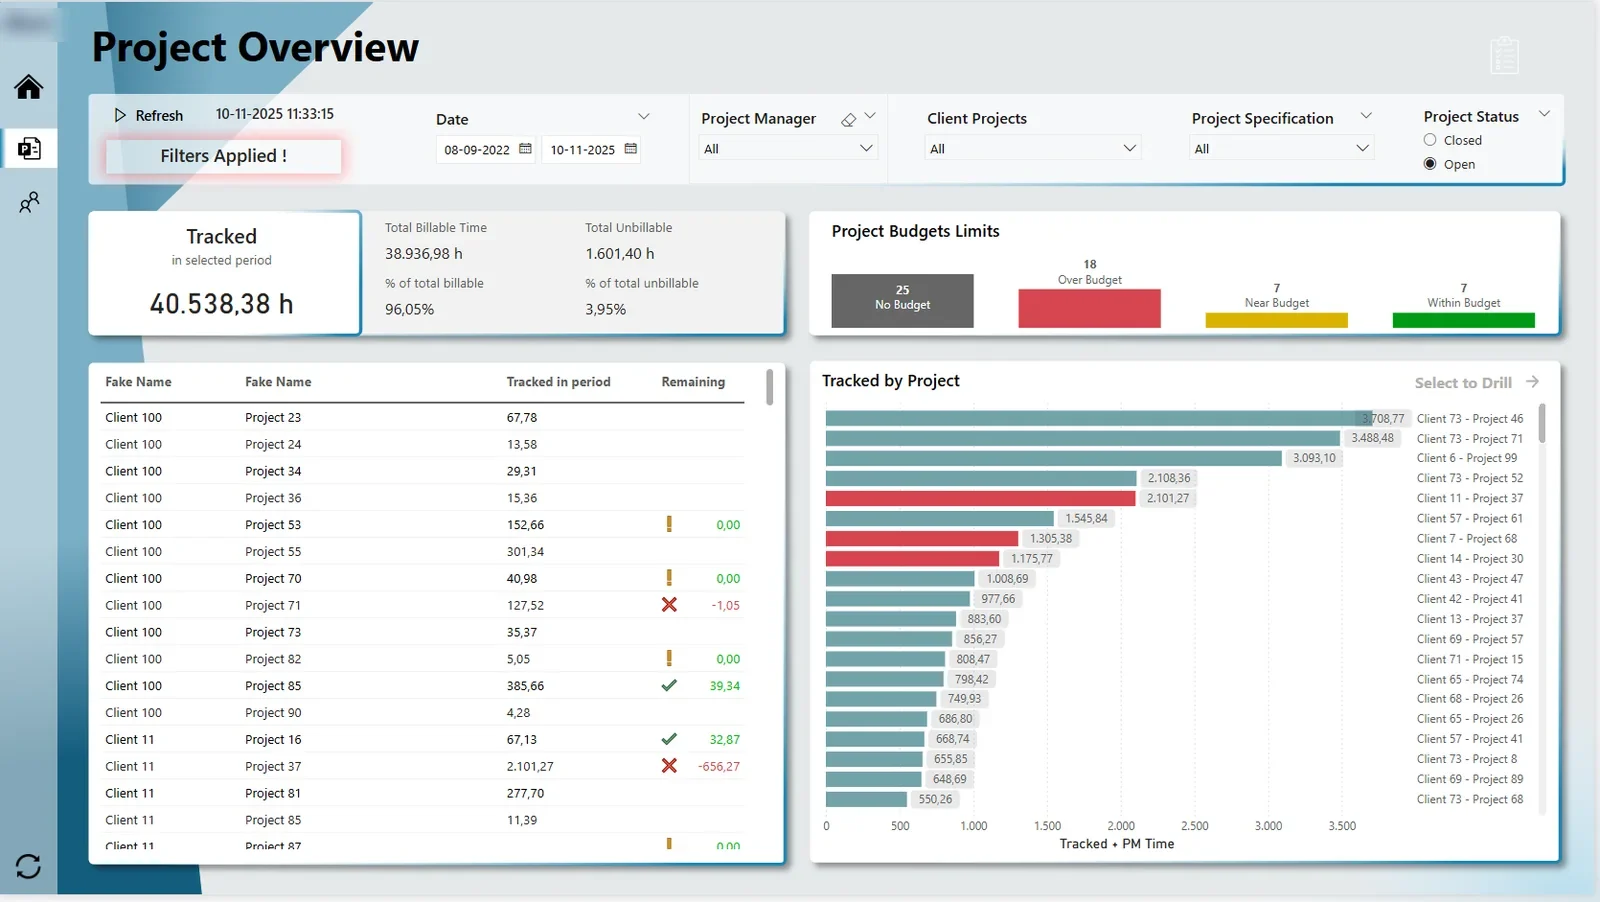 Project Overview
Refresh 10-11-2025 11:33:15
Filters Applied !
Date
08-09-2022 10-11-2025
Project Manager
All
Client Projects
All
Project Specification
All
Project Status
Closed
Open
Tracked
in selected period
40.538,38 h
Total Billable Time
38.936,98 h
% of total billable
96,05%
Total Unbillable
1.601,40 h
% of total unbillable
3,95%
Project Budgets Limits
25
No Budget
18
Over Budget
7
Near Budget
7
Within Budget
Fake Name Fake Name Tracked in period Remaining
Client 100 Project 23 67,78
Client 100 Project 24 13,58
Client 100 Project 34 29,31
Client 100 Project 36 15,36
Client 100 Project 53 152,66 0,00
Client 100 Project 55 301,34
Client 100 Project 70 40,98 0,00
Client 100 Project 71 127,52 -1,05
Client 100 Project 73 35,37
Client 100 Project 82 5,05 0,00
Client 100 Project 85 385,66 39,34
Client 100 Project 90 4,28
Client 11 Project 16 67,13 32,87
Client 11 Project 37 2.101,27 -656,27
Client 11 Project 81 277,70
Client 11 Project 85 11,39
Client 11 Project 87 0,00
Tracked by Project
Select to Drill
3.708,77 Client 73 - Project 46
3.488,48 Client 73 - Project 71
3.093,10 Client 6 - Project 99
2.108,36 Client 73 - Project 52
2.101,27 Client 11 - Project 37
1.545,84 Client 57 - Project 61
1.305,38 Client 7 - Project 68
1.175,77 Client 14 - Project 30
1.008,69 Client 43 - Project 47
977,66 Client 42 - Project 41
883,60 Client 13 - Project 37
856,27 Client 69 - Project 57
808,47 Client 71 - Project 15
798,42 Client 65 - Project 74
749,93 Client 68 - Project 26
686,80 Client 65 - Project 26
668,74 Client 57 - Project 41
655,85 Client 73 - Project 8
648,69 Client 69 - Project 89
550,26 Client 73 - Project 68
0 500 1.000 1.500 2.000 2.500 3.000 3.500
Tracked + PM Time